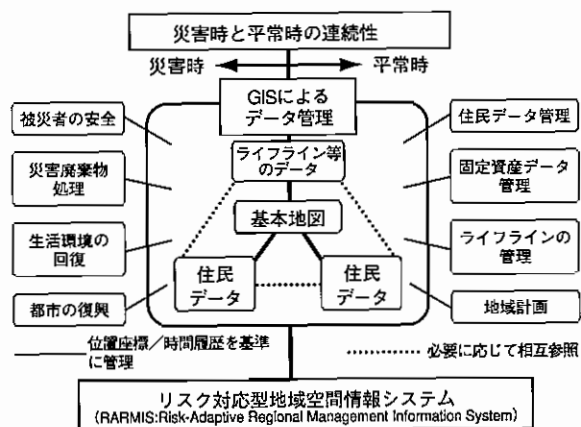 災害時と平常時の連続性
災害時
平常時
GISによる
データ管理
被災者の安全
災害廃棄物
処理
生活環境の
回復
都市の復興
ライフライン等
のデータ
基本地図
住民
データ
住民
データ
住民データ管理
固定資産データ
管理
ライフラインの
管理
地域計画
位置座標／時間履歴を基準
に管理
必要に応じて相互参照
リスク対応型地域空間情報システム
(RARMIS:Risk-Adaptive Regional Management Information System)